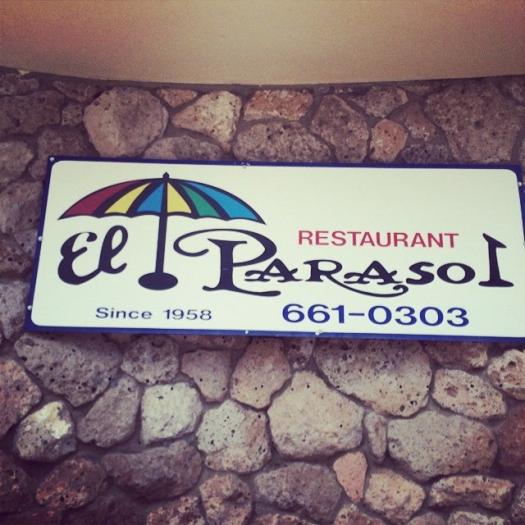 RESTAURANT
El Parasol
Since 1958 661-0303